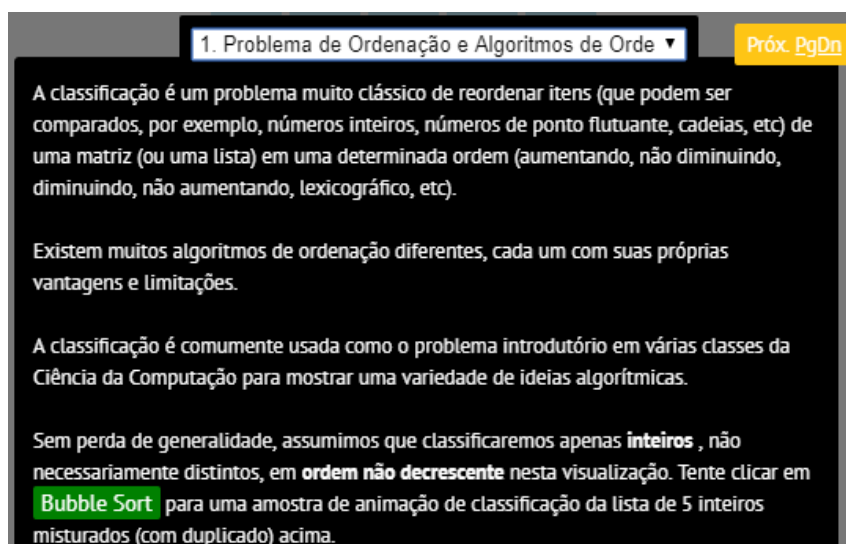 1. Problema de Ordenação e Algoritmos de Orde ▼
Próx. PgDn
A classificação é um problema muito clássico de reordenar itens (que podem ser
comparados, por exemplo, números inteiros, números de ponto flutuante, cadeias, etc) de
uma matriz (ou uma lista) em uma determinada ordem (aumentando, não diminuindo,
diminuindo, não aumentando, lexicográfico, etc).
Existem muitos algoritmos de ordenação diferentes, cada um com suas próprias
vantagens e limitações.
A classificação é comumente usada como o problema introdutório em várias classes da
Ciência da Computação para mostrar uma variedade de ideias algorítmicas.
Sem perda de generalidade, assumimos que classificaremos apenas inteiros , não
necessariamente distintos, em ordem não decrescente nesta visualização. Tente clicar em
Bubble Sort para uma amostra de animação de classificação da lista de 5 inteiros
misturados (com duplicado) acima.